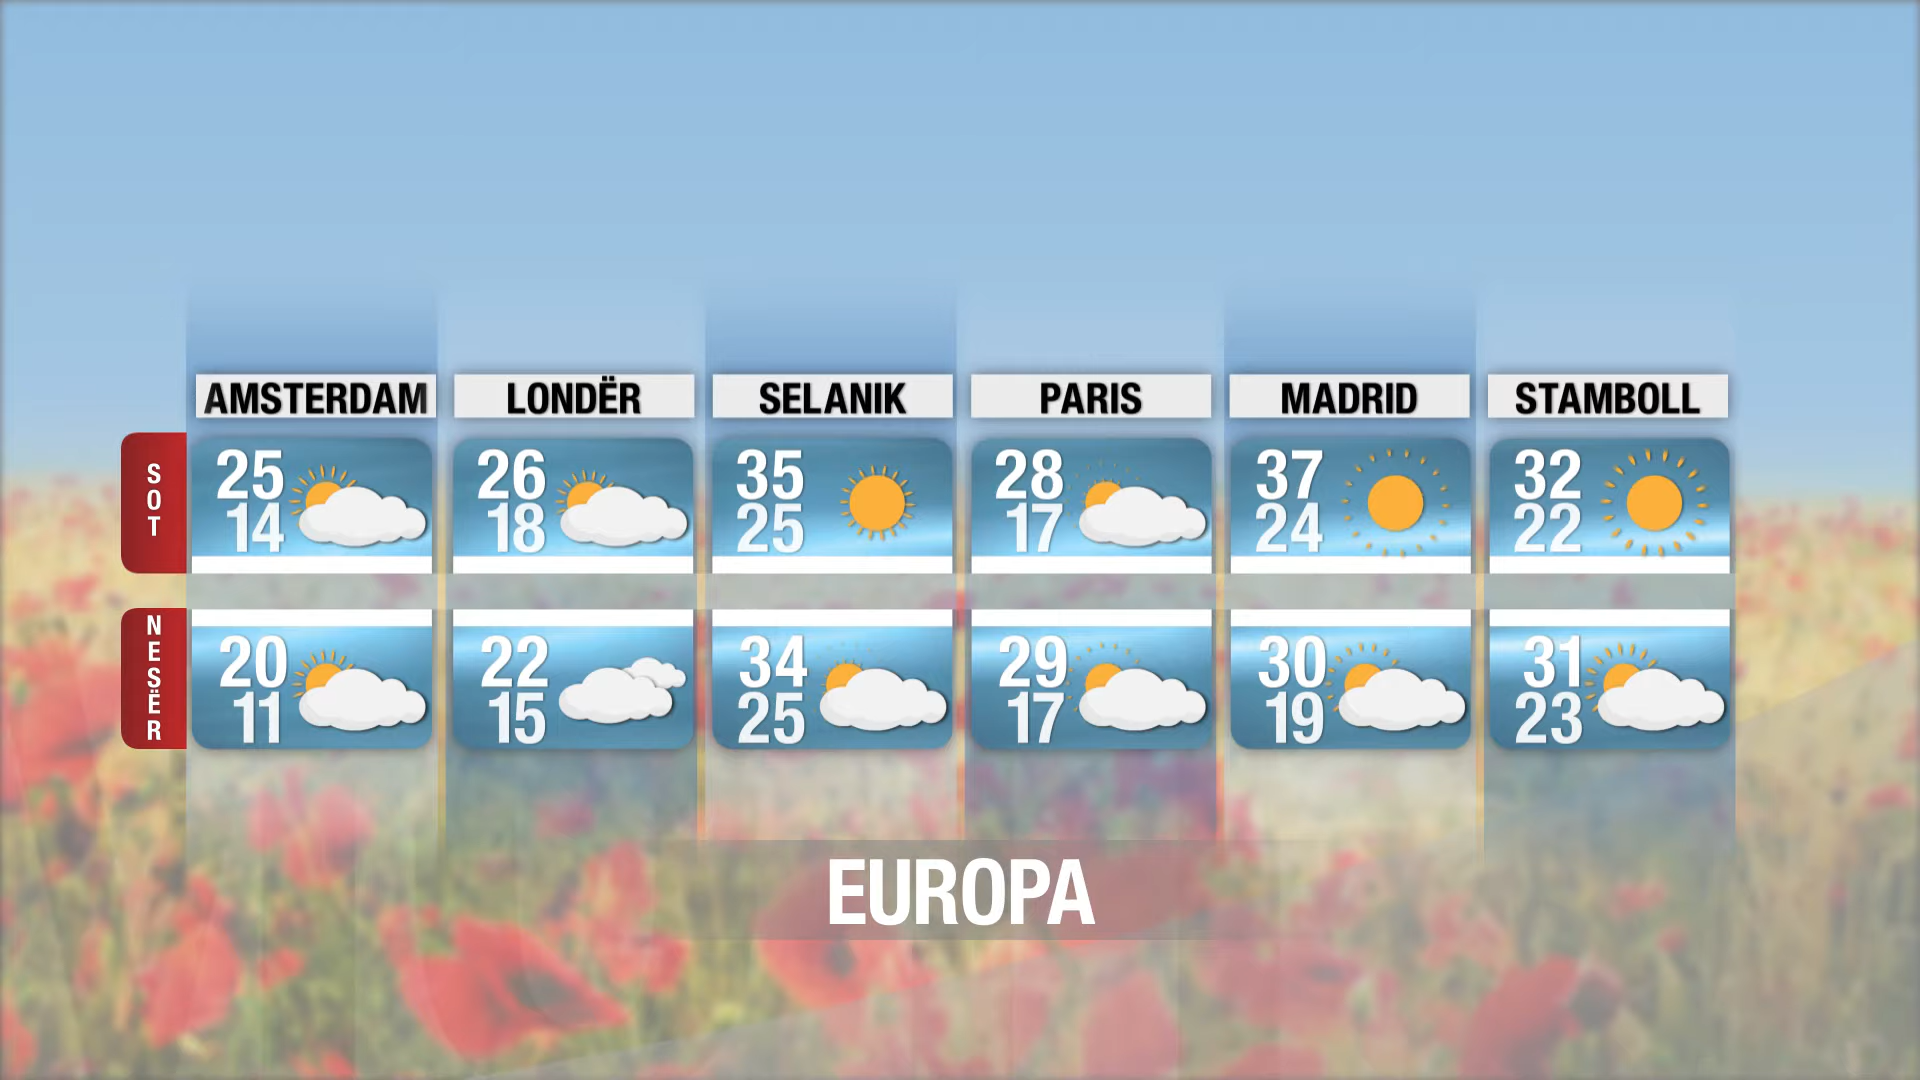 AMSTERDAM LONDËR SELANIK PARIS MADRID STAMBOLL
SOT
25 26 35 28 37 32
14 18 25 17 24 22
NESËR
20 22 34 29 30 31
11 15 25 17 19 23
EUROPA